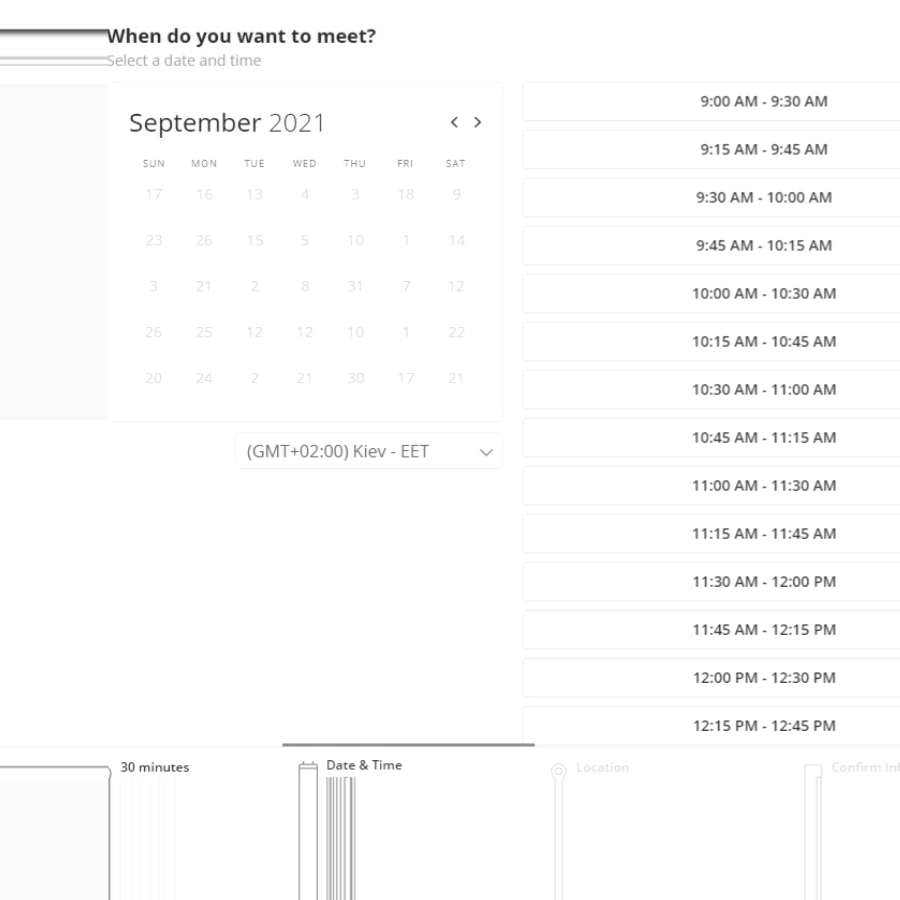 When do you want to meet?
Select a date and time
September 2021
SUN MON TUE WED THU FRI SAT
17 16 13 4 3 18 9
23 26 15 5 10 1 14
3 21 2 8 31 7 12
26 25 12 12 10 1 22
20 24 2 21 30 17 21
(GMT+02:00) Kiev - EET
9:00 AM - 9:30 AM
9:15 AM - 9:45 AM
9:30 AM - 10:00 AM
9:45 AM - 10:15 AM
10:00 AM - 10:30 AM
10:15 AM - 10:45 AM
10:30 AM - 11:00 AM
10:45 AM - 11:15 AM
11:00 AM - 11:30 AM
11:15 AM - 11:45 AM
11:30 AM - 12:00 PM
11:45 AM - 12:15 PM
12:00 PM - 12:30 PM
12:15 PM - 12:45 PM
30 minutes
Date & Time
Location
Confirm Inf